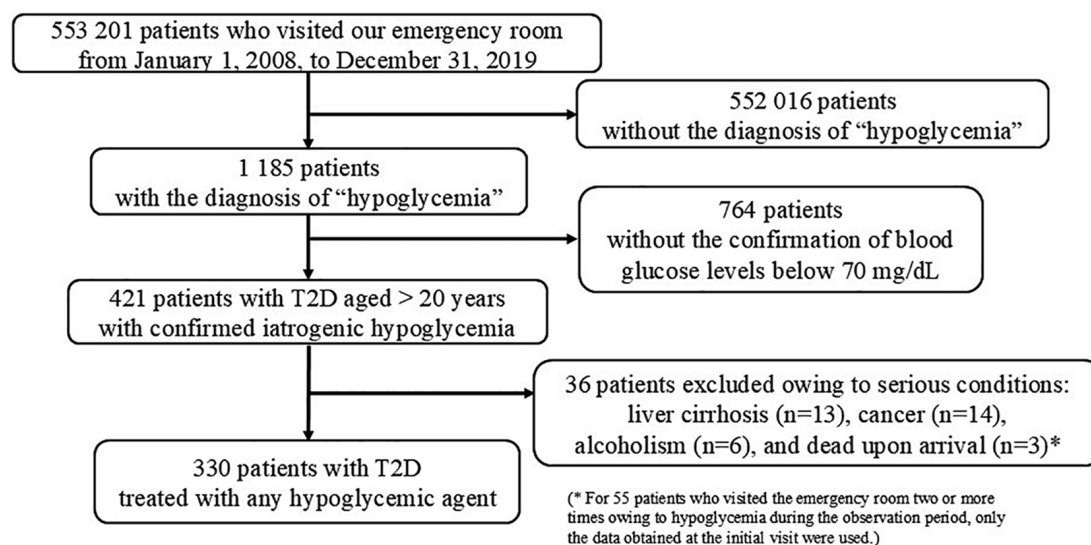 553 201 patients who visited our emergency room
from January 1, 2008, to December 31, 2019
552 016 patients
without the diagnosis of “hypoglycemia”
1 185 patients
with the diagnosis of “hypoglycemia”
764 patients
without the confirmation of blood
glucose levels below 70 mg/dL
421 patients with T2D aged > 20 years
with confirmed iatrogenic hypoglycemia
36 patients excluded owing to serious conditions:
liver cirrhosis (n=13), cancer (n=14),
alcoholism (n=6), and dead upon arrival (n=3)*
330 patients with T2D
treated with any hypoglycemic agent
(* For 55 patients who visited the emergency room two or more
times owing to hypoglycemia during the observation period, only
the data obtained at the initial visit were used.)